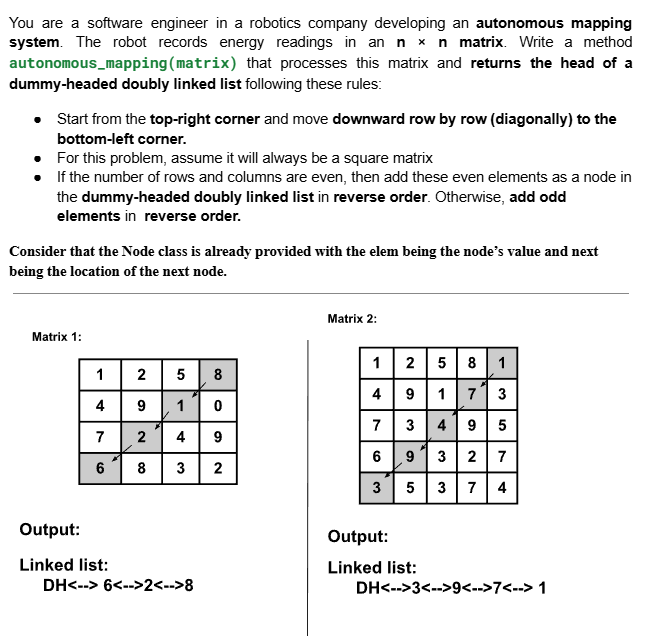 You are a software engineer in a robotics company developing an autonomous mapping
system. The robot records energy readings in an n × n matrix. Write a method
autonomous_mapping(matrix) that processes this matrix and returns the head of a
dummy-headed doubly linked list following these rules:
● Start from the top-right corner and move downward row by row (diagonally) to the
bottom-left corner.
● For this problem, assume it will always be a square matrix
● If the number of rows and columns are even, then add these even elements as a node in
the dummy-headed doubly linked list in reverse order. Otherwise, add odd
elements in reverse order.
Consider that the Node class is already provided with the elem being the node's value and next
being the location of the next node.
Matrix 1:
1 2 5 8
4 9 1 0
7 2 4 9
6 8 3 2
Output:
Linked list:
DH<--> 6<-->2<-->8
Matrix 2:
1 2 5 8 1
4 9 1 7 3
7 3 4 9 5
6 9 3 2 7
3 5 3 7 4
Output:
Linked list:
DH<-->3<-->9<-->7<--> 1